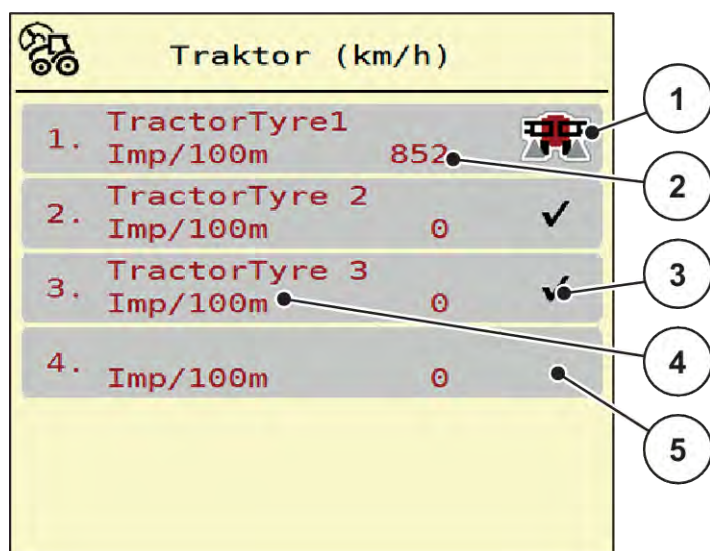 Traktor (km/h)
1. TractorTyre1
Imp/100m 852
2. TractorTyre 2
Imp/100m 0
3. TractorTyre 3
Imp/100m 0
4.
Imp/100m 0
1
2
3
4
5